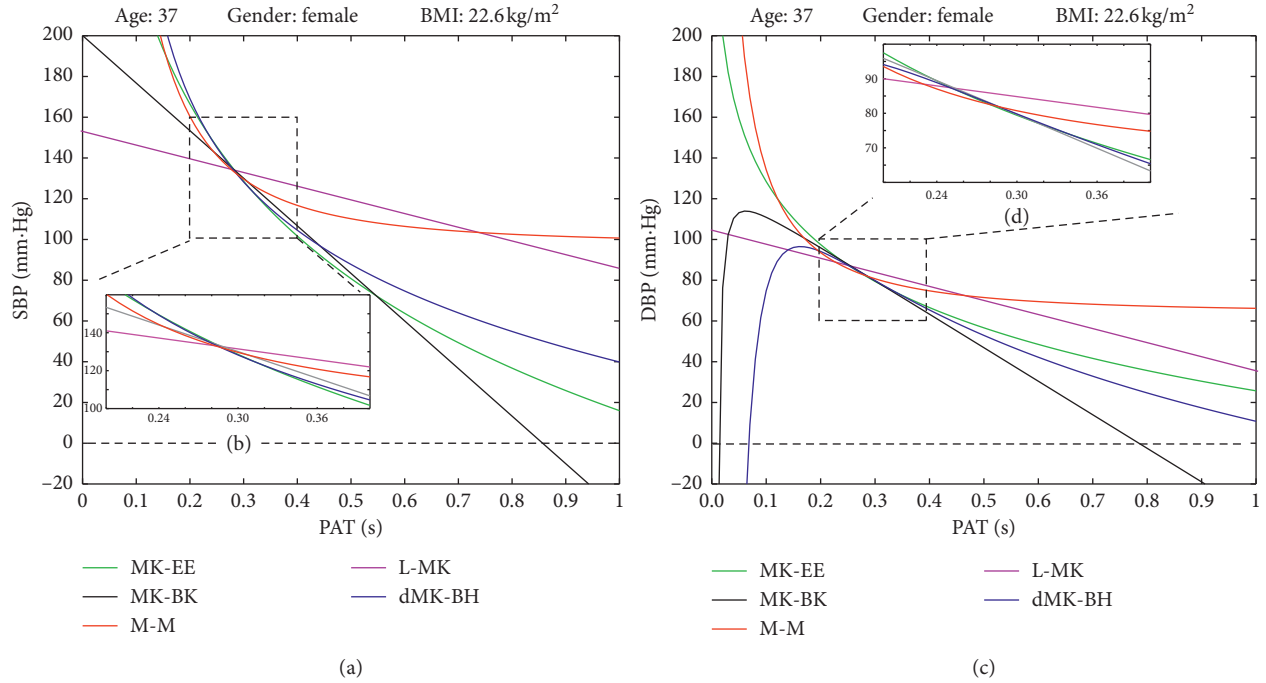 Age: 37 Gender: female BMI: 22.6 kg/m²
200
180
160
140
120
100
80
60
40
20
0
–20
SBP (mm·Hg)
140
120
100
0.24 0.30 0.36
(b)
0 0.1 0.2 0.3 0.4 0.5 0.6 0.7 0.8 0.9 1
PAT (s)
MK-EE
MK-BK
M-M
L-MK
dMK-BH
(a)
Age: 37 Gender: female BMI: 22.6 kg/m²
200
180
160
140
120
100
80
60
40
20
0
–20
DBP (mm·Hg)
90
80
70
0.24 0.30 0.36
(d)
0.0 0.1 0.2 0.3 0.4 0.5 0.6 0.7 0.8 0.9 1
PAT (s)
MK-EE
MK-BK
M-M
L-MK
dMK-BH
(c)